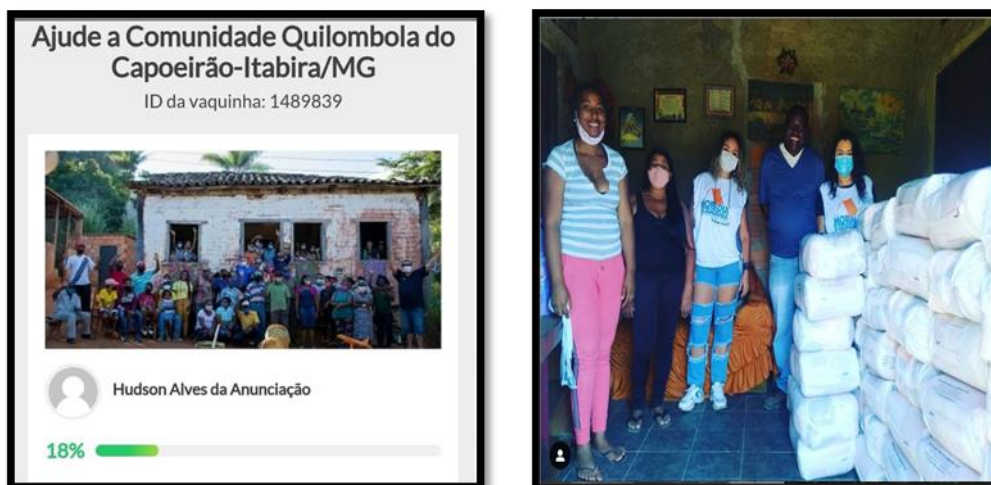 Ajude a Comunidade Quilombola do
Capoeirão-Itabira/MG
ID da vaquinha: 1489839
Hudson Alves da Anunciação
18%